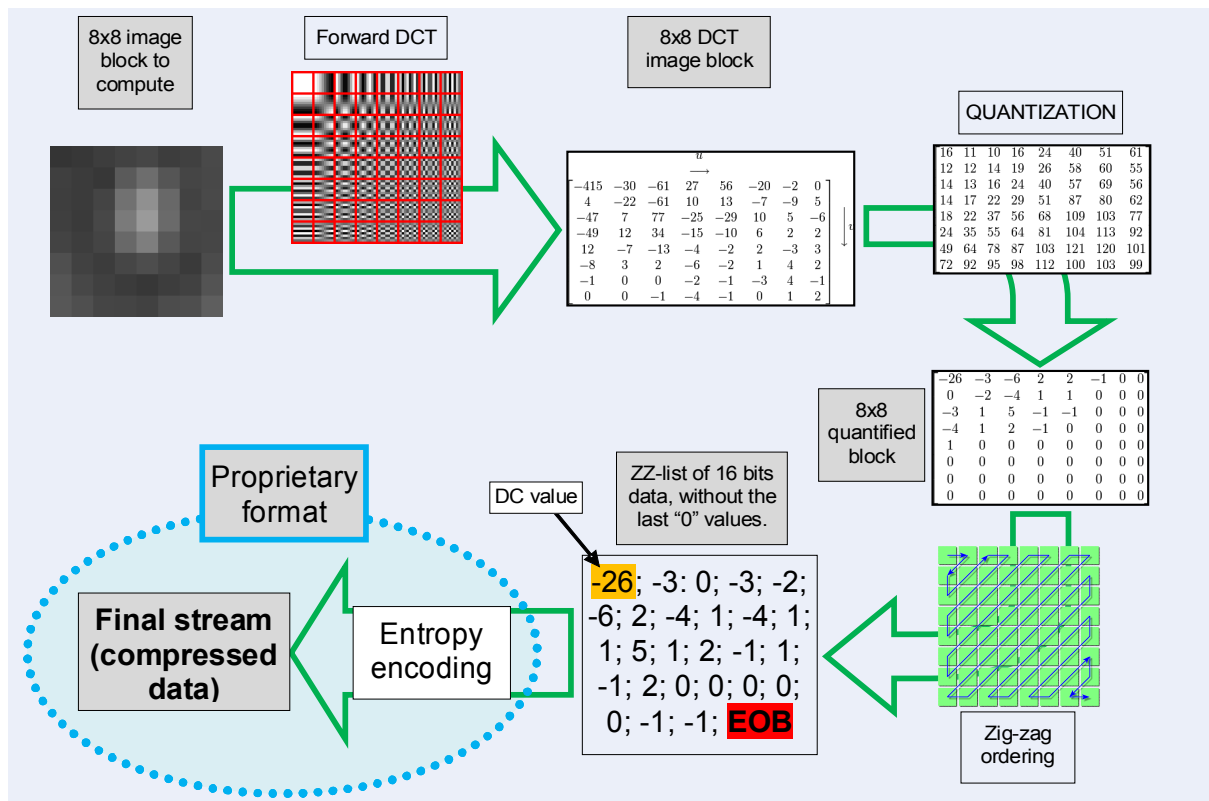 8x8 image
block to
compute
Forward DCT
8x8 DCT
image block
QUANTIZATION
u
⟶
−415 −30 −61 27 56 −20 −2 0
4 −22 −61 10 13 −7 −9 5
−47 7 77 −25 −29 10 5 −6
−49 12 34 −15 −10 6 2 2
12 −7 −13 −4 −2 2 −3 3
−8 3 2 −6 −2 1 4 2
−1 0 0 −2 −1 −3 4 −1
0 0 −1 −4 −1 0 1 2
16 11 10 16 24 40 51 61
12 12 14 19 26 58 60 55
14 13 16 24 40 57 69 56
14 17 22 29 51 87 80 62
18 22 37 56 68 109 103 77
24 35 55 64 81 104 113 92
49 64 78 87 103 121 120 101
72 92 95 98 112 100 103 99
8x8
quantified
block
−26 −3 −6 2 2 −1 0 0
0 −2 −4 1 1 0 0 0
−3 1 5 −1 −1 0 0 0
−4 1 2 −1 0 0 0 0
1 0 0 0 0 0 0 0
0 0 0 0 0 0 0 0
0 0 0 0 0 0 0 0
0 0 0 0 0 0 0 0
Zig-zag
ordering
ZZ-list of 16 bits
data, without the
last “0” values.
DC value
-26; -3: 0; -3; -2;
-6; 2; -4; 1; -4; 1;
1; 5; 1; 2; -1; 1;
-1; 2; 0; 0; 0; 0;
0; -1; -1; EOB
Proprietary
format
Entropy
encoding
Final stream
(compressed
data)